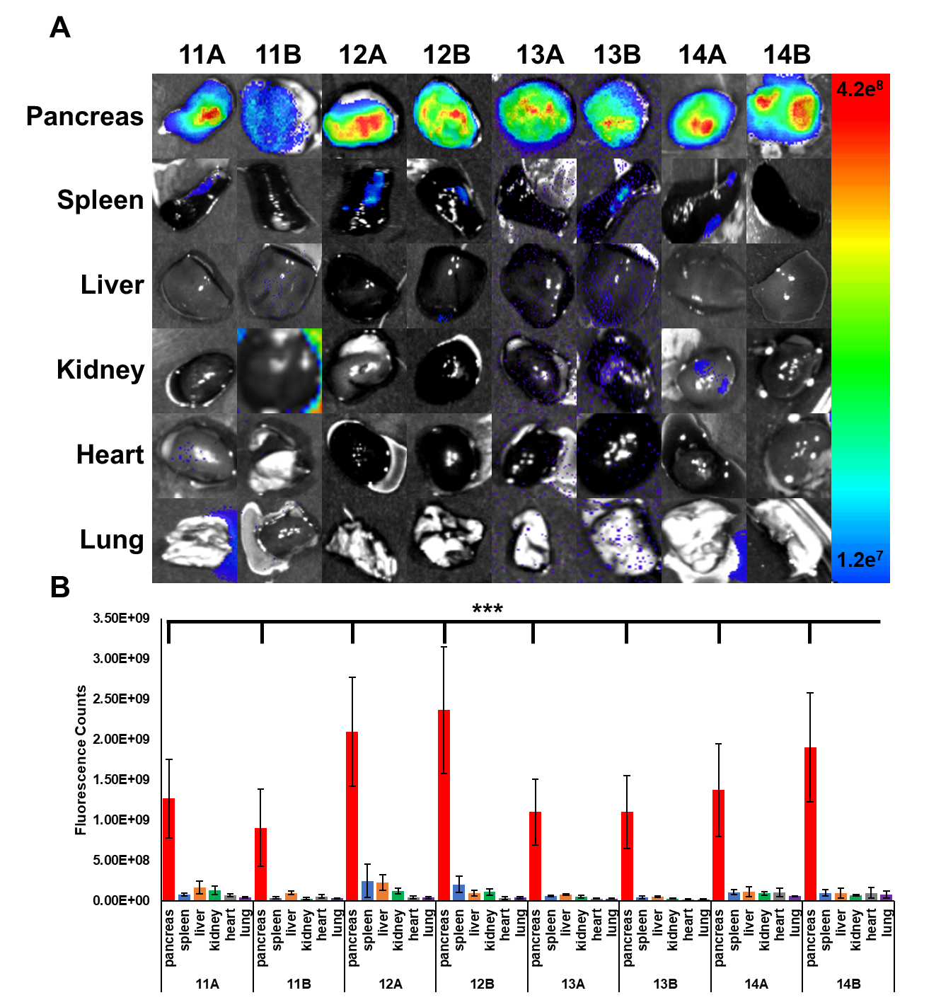 A
11A 11B 12A 12B 13A 13B 14A 14B
Pancreas
4.2e8
Spleen
Liver
Kidney
Heart
Lung
1.2e7
B
***
3.50E+09
3.00E+09
2.50E+09
2.00E+09
1.50E+09
1.00E+09
5.00E+08
0.00E+00
Fluorescence Counts
pancreas spleen liver kidney heart lung pancreas spleen liver kidney heart lung pancreas spleen liver kidney heart lung pancreas spleen liver kidney heart lung pancreas spleen liver kidney heart lung pancreas spleen liver kidney heart lung pancreas spleen liver kidney heart lung pancreas spleen liver kidney heart lung
11A 11B 12A 12B 13A 13B 14A 14B